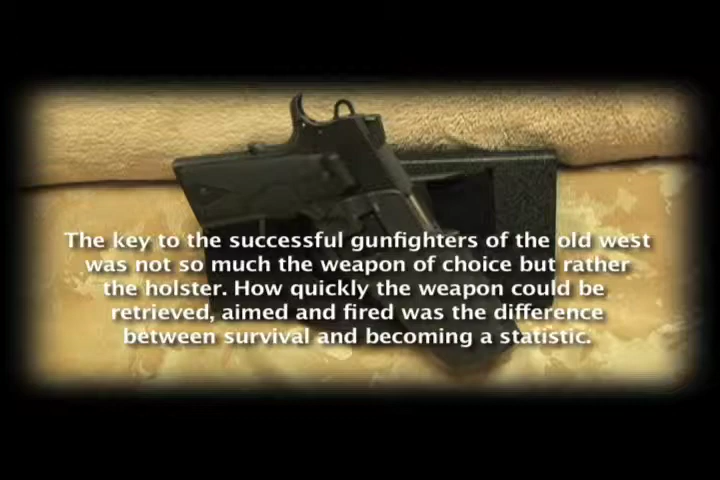 The key to the successful gunfighters of the old west
was not so much the weapon of choice but rather
the holster. How quickly the weapon could be
retrieved, aimed and fired was the difference
between survival and becoming a statistic.